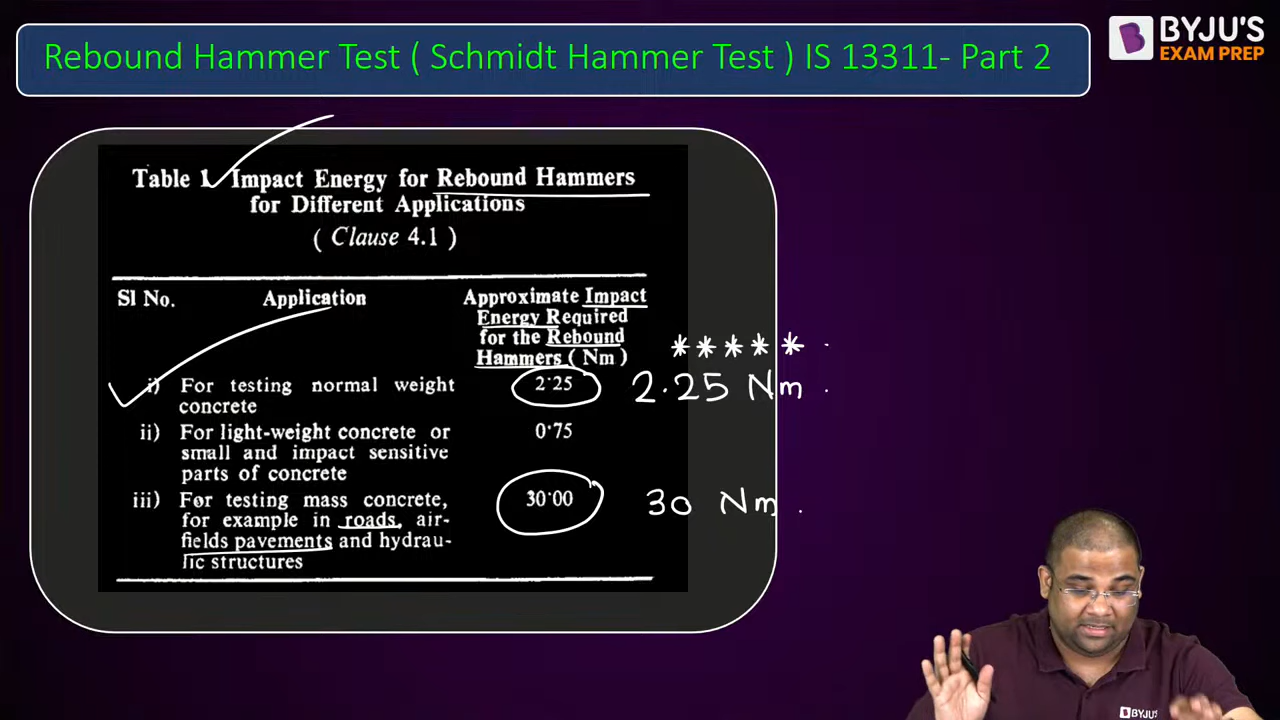 Rebound Hammer Test ( Schmidt Hammer Test ) IS 13311- Part 2
BYJU'S
EXAM PREP
Table 1 Impact Energy for Rebound Hammers
for Different Applications
( Clause 4.1 )
Sl No. Application Approximate Impact
Energy Required
for the Rebound
Hammers ( Nm )
*****
i) For testing normal weight 2·25 2.25 Nm
concrete
ii) For light-weight concrete or 0·75
small and impact sensitive
parts of concrete
iii) For testing mass concrete, 30·00 30 Nm
for example in roads, air-
fields pavements and hydrau-
lic structures
BYJU'S